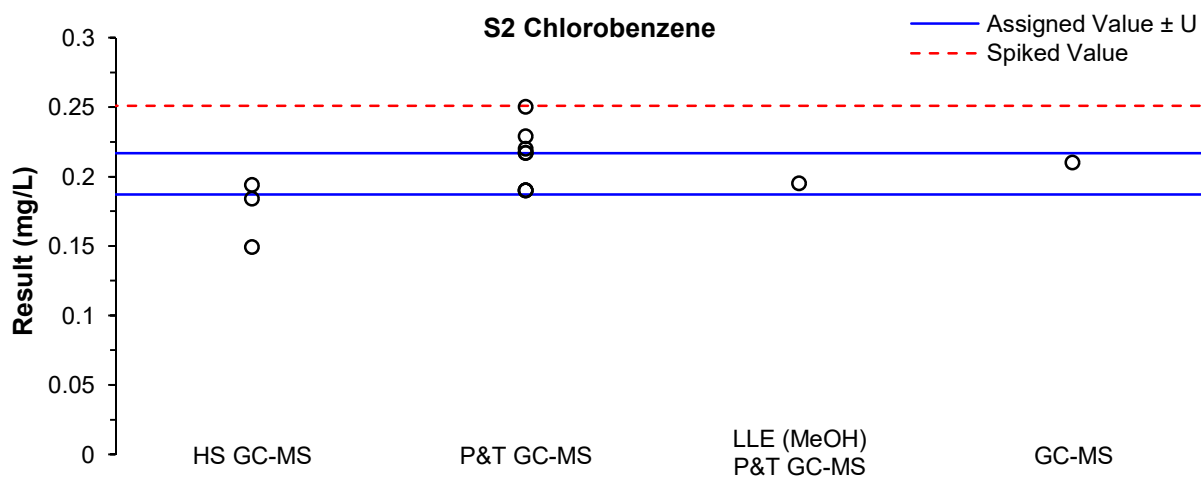 S2 Chlorobenzene
Assigned Value ± U
Spiked Value
Result (mg/L)
0.3
0.25
0.2
0.15
0.1
0.05
0
HS GC-MS
P&T GC-MS
LLE (MeOH)
P&T GC-MS
GC-MS